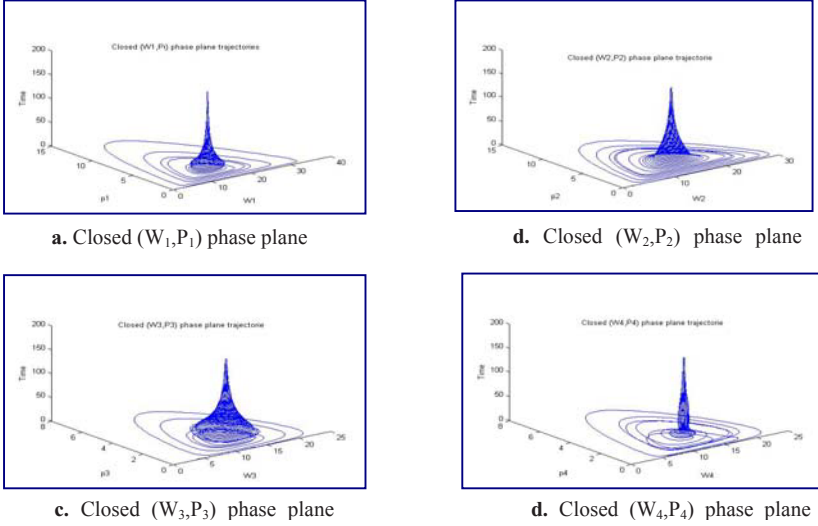 Closed (W1,Pi) phase plane trajectories
200
150
100
50
0
Time
15
10
5
0
p1
0
10
20
30
40
W1
a. Closed (W1,P1) phase plane
Closed (W2,P2) phase plane trajectorie
200
150
100
50
0
Time
15
10
5
0
p2
0
10
20
30
W2
d. Closed (W2,P2) phase plane
Closed (W3,P3) phase plane trajectorie
200
150
100
50
0
Time
8
6
4
2
0
p3
0
5
10
15
20
25
W3
c. Closed (W3,P3) phase plane
Closed (W4,P4) phase plane trajectorie
200
150
100
50
0
Time
8
6
4
2
0
p4
0
5
10
15
20
25
W4
d. Closed (W4,P4) phase plane